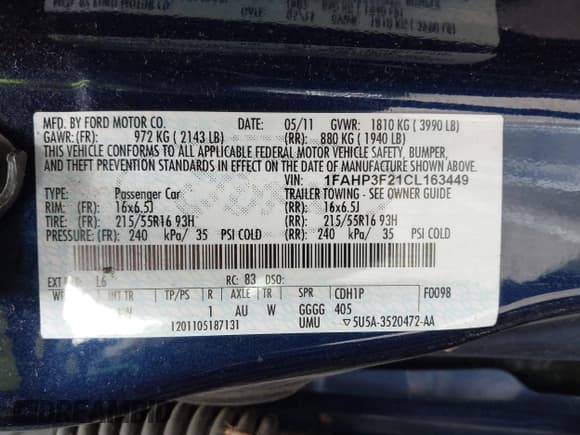 MFD. BY FORD MOTOR CO. DATE: 05/11 GVWR: 1810 KG ( 3990 LB)
GAWR: (FR): 972 KG ( 2143 LB) (RR): 880 KG ( 1940 LB)
THIS VEHICLE CONFORMS TO ALL APPLICABLE FEDERAL MOTOR VEHICLE SAFETY, BUMPER,
AND THEFT PREVENTION STANDARDS IN EFFECT ON THE DATE OF MANUFACTURE SHOWN ABOVE.
VIN: 1FAHP3F21CL163449
TYPE: Passenger Car TRAILER TOWING - SEE OWNER GUIDE
RIM: (FR): 16x6.5J (RR): 16x6.5J
TIRE: (FR): 215/55R16 93H (RR): 215/55R16 93H
PRESSURE: (FR): 240 kPa/ 35 PSI COLD (RR): 240 kPa/ 35 PSI COLD
EXT L6 RC: 83 DSO:
INT TR TP/PS R AXLE TR SPR CDH1P F0098
1 AU W GGGG 405
1201105187131 UMU ▽5U5A-3520472-AA